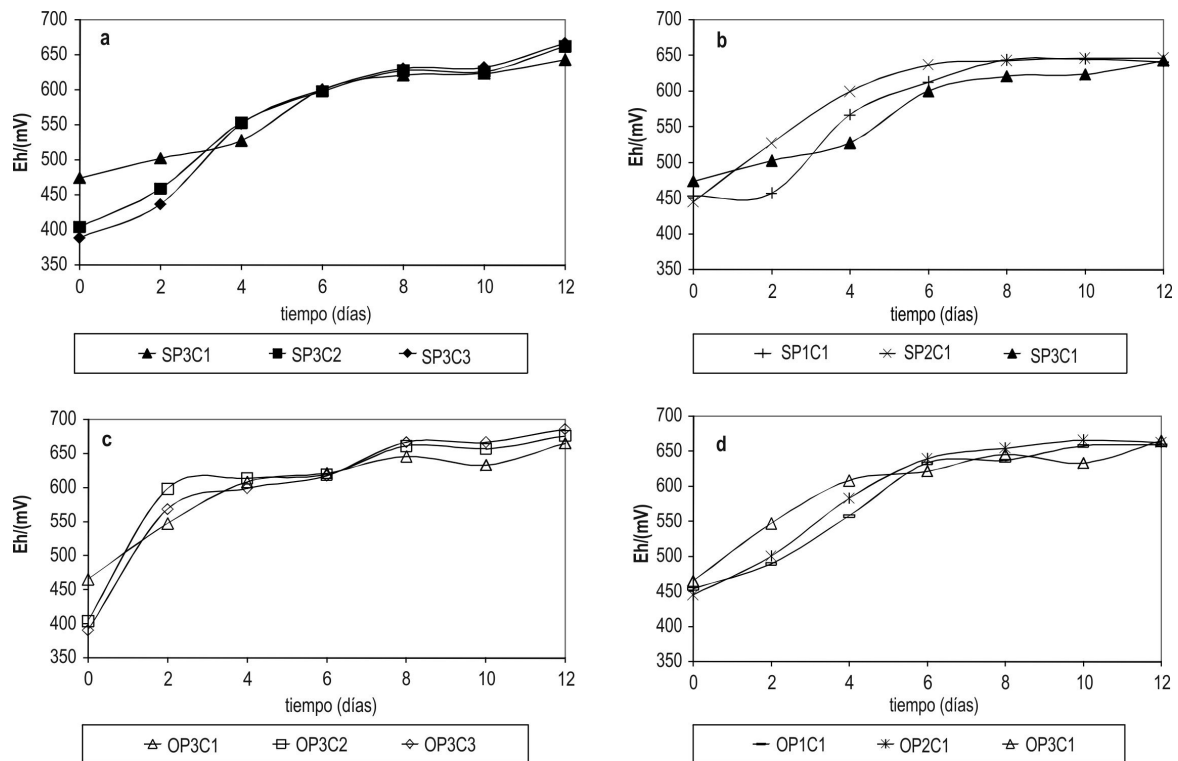 a
700
650
600
550
500
450
400
350
Eh/(mV)
0 2 4 6 8 10 12
tiempo (días)
SP3C1 SP3C2 SP3C3
b
700
650
600
550
500
450
400
350
Eh/(mV)
0 2 4 6 8 10 12
tiempo (días)
SP1C1 SP2C1 SP3C1
c
700
650
600
550
500
450
400
350
Eh/(mV)
0 2 4 6 8 10 12
tiempo (días)
OP3C1 OP3C2 OP3C3
d
700
650
600
550
500
450
400
350
Eh/(mV)
0 2 4 6 8 10 12
tiempo (días)
OP1C1 OP2C1 OP3C1